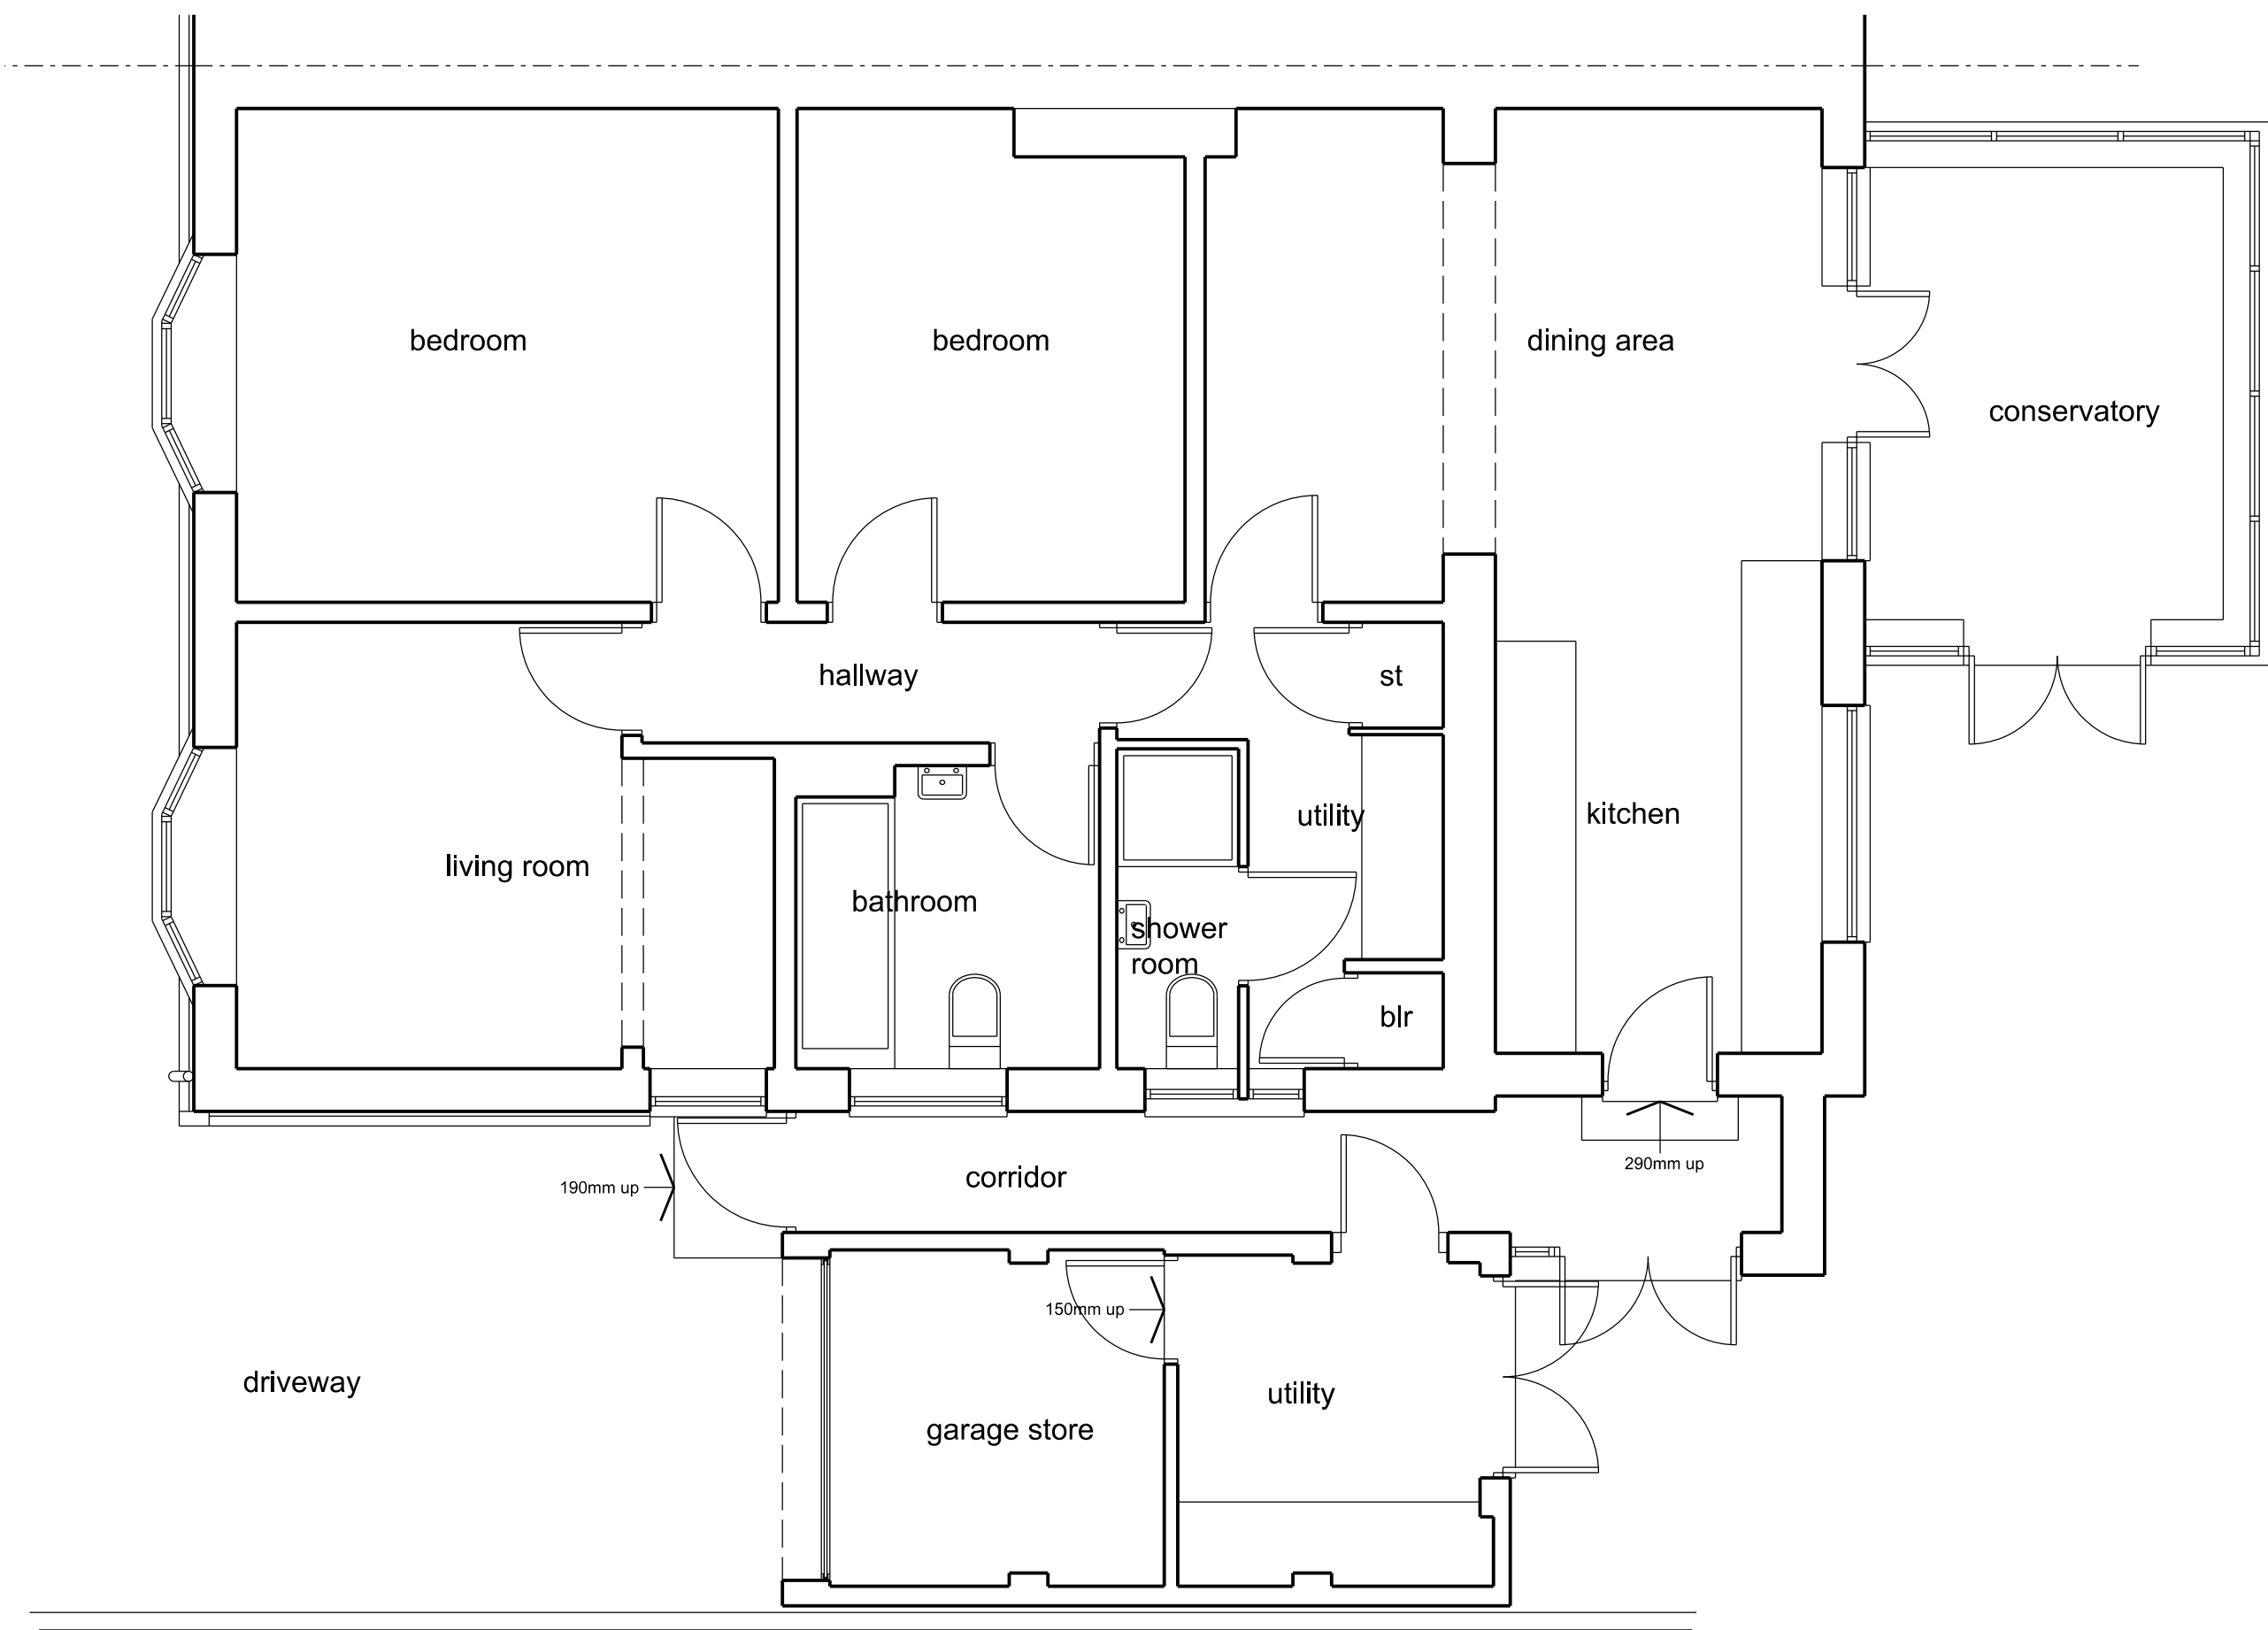 bedroom
bedroom
dining area
conservatory
hallway
st
utility
kitchen
living room
bathroom
shower
room
blr
290mm up
corridor
190mm up
150mm up
driveway
utility
garage store